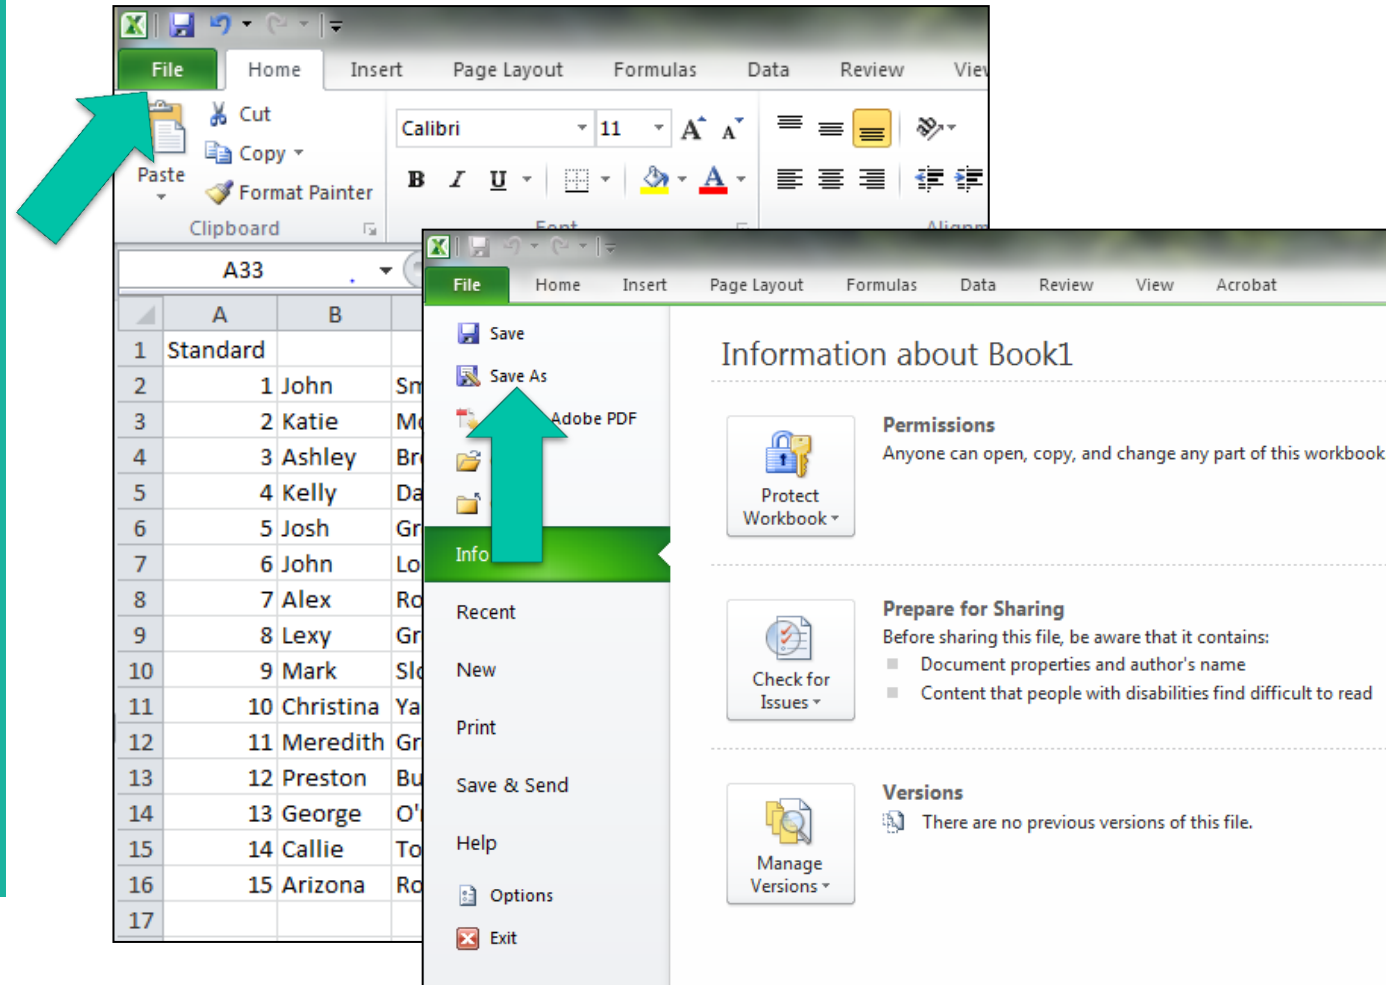 File Home Insert Page Layout Formulas Data Review View
Cut
Copy
Paste
Format Painter
Clipboard
Calibri 11
B I U A
A33
A B
1 Standard
2 1 John
3 2 Katie
4 3 Ashley
5 4 Kelly
6 5 Josh
7 6 John
8 7 Alex
9 8 Lexy
10 9 Mark
11 10 Christina
12 11 Meredith
13 12 Preston
14 13 George
15 14 Callie
16 15 Arizona
17
File Home Insert Page Layout Formulas Data Review View Acrobat
Save
Save As
Adobe PDF
Info
Recent
New
Print
Save & Send
Help
Options
Exit
Information about Book1
Protect
Workbook
Permissions
Anyone can open, copy, and change any part of this workbook
Check for
Issues
Prepare for Sharing
Before sharing this file, be aware that it contains:
Document properties and author's name
Content that people with disabilities find difficult to read
Manage
Versions
Versions
There are no previous versions of this file.